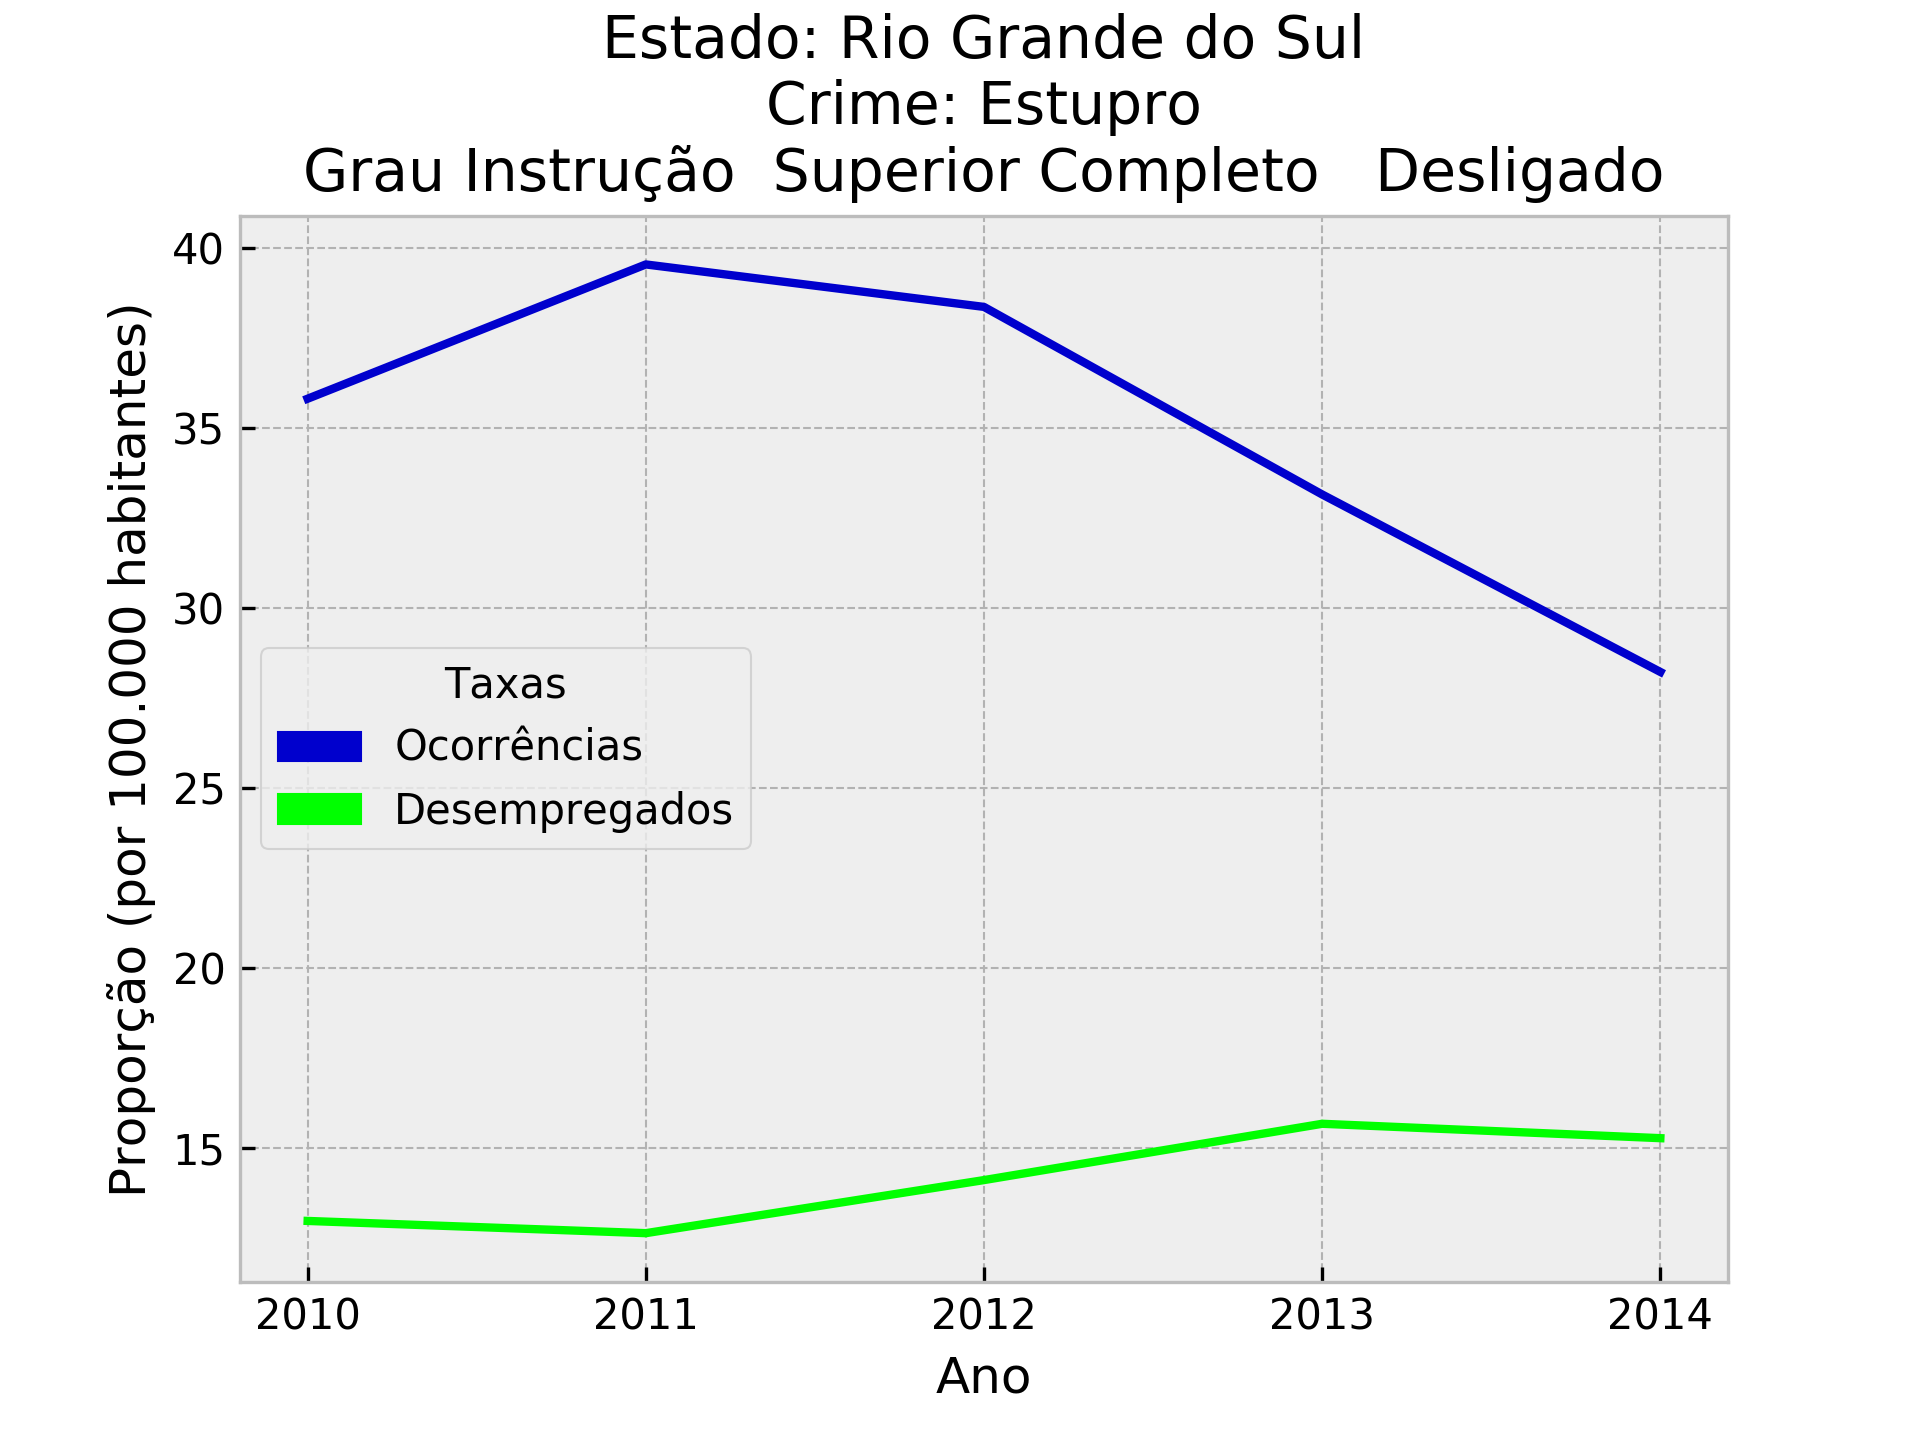 Estado: Rio Grande do Sul
Crime: Estupro
Grau Instrução  Superior Completo   Desligado
Proporção (por 100.000 habitantes)
40
35
30
25
20
15
Taxas
Ocorrências
Desempregados
2010 2011 2012 2013 2014
Ano